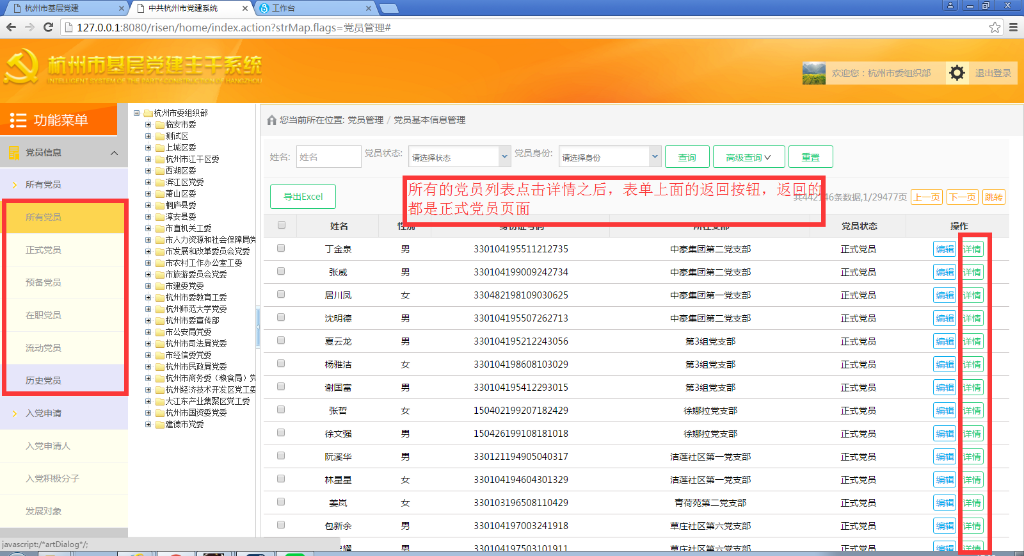 杭州市基层党建
中共杭州市党建系统
工作台
127.0.0.1:8080/risen/home/index.action?strMap.flags=党员管理#
杭州市基层党建主干系统
欢迎您：杭州市委组织部
退出登录
功能菜单
党员信息
所有党员
所有党员
正式党员
预备党员
在职党员
流动党员
历史党员
入党申请
入党申请人
入党积极分子
发展对象
javascript:/*artDialog*/;
杭州市委组织部
临安市委
测试区
上城区委
杭州市江干区委
西湖区委
滨江区党委
萧山区委
桐庐县委
淳安县委
市直机关工委
市人力资源和社会保障局党
市发展和改革委员会党委
市农村工作办公室工委
市旅游委员会党委
市建委党委
杭州市委教育工委
杭州师范大学党委
杭州市委宣传部
市公安局党委
杭州市司法局党委
市经信委党委
杭州市民政局党委
杭州市商务委（粮食局）党
杭州经济技术开发区党工委
大江东产业集聚区党工委
杭州市国资委党委
建德市党委
您当前所在位置: 党员管理 / 党员基本信息管理
姓名:
姓名
党员状态:
请选择状态
党员身份:
请选择身份
查询
高级查询
重置
导出Excel
所有的党员列表点击详情之后，表单上面的返回按钮，返回的
都是正式党员页面
共442146条数据,1/29477页
上一页
下一页
跳转
姓名 性别 身份证号码 所在支部 党员状态 操作
丁金泉 男 330104195511212735 中豪集团第二党支部 正式党员 编辑 详情
张威 男 330104199009242734 中豪集团第二党支部 正式党员 编辑 详情
居川凤 女 330482198109030625 中豪集团第一党支部 正式党员 编辑 详情
沈明德 男 330104195507262713 中豪集团第二党支部 正式党员 编辑 详情
夏云龙 男 330104195212243056 第3组党支部 正式党员 编辑 详情
杨雅洁 女 330104198608103029 第3组党支部 正式党员 编辑 详情
谢国富 男 330104195412293015 第3组党支部 正式党员 编辑 详情
张哲 女 150402199207182429 徐娜拉党支部 正式党员 编辑 详情
徐文强 男 150426199108181018 徐娜拉党支部 正式党员 编辑 详情
阮溪华 男 330121194905040317 洁莲社区第一党支部 正式党员 编辑 详情
林星星 女 330104194604301329 洁莲社区第一党支部 正式党员 编辑 详情
姜岚 女 330103196508110429 青荷苑第二党支部 正式党员 编辑 详情
包新余 男 330104197003241918 草庄社区第六党支部 正式党员 编辑 详情
男 330104197503101911 草庄社区第六党支部 正式党员 编辑 详情